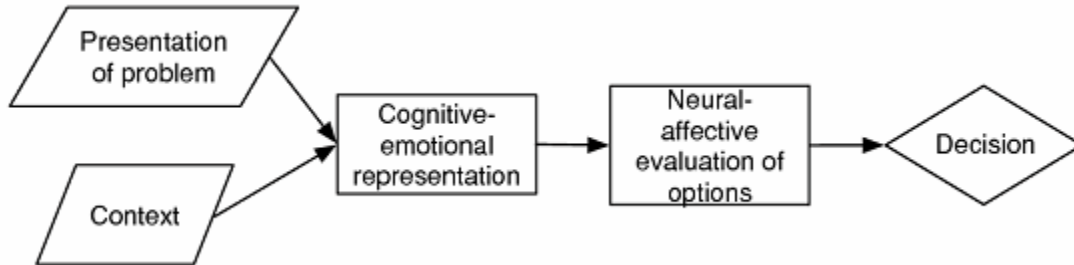 Presentation
of problem
Context
Cognitive-
emotional
representation
Neural-
affective
evaluation of
options
Decision